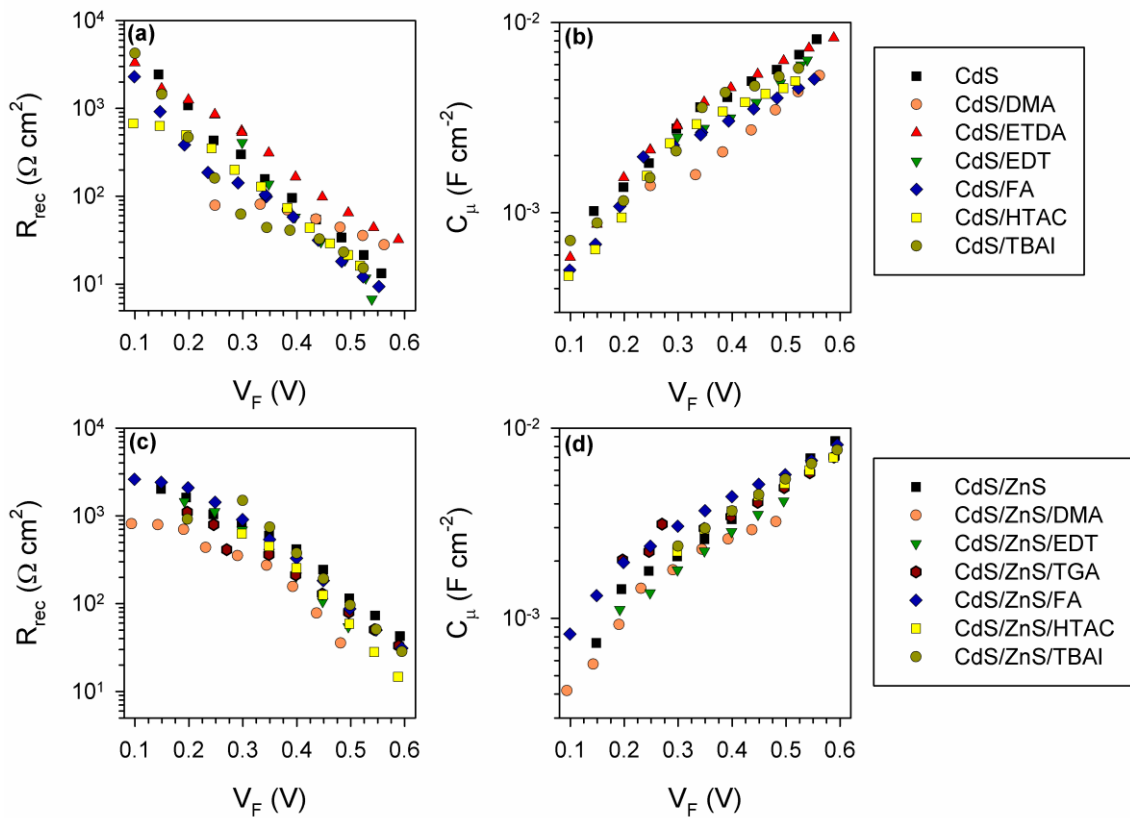 (a)
10⁴
10³
10²
10¹
R_rec (Ω cm²)
0.1 0.2 0.3 0.4 0.5 0.6
V_F (V)
(b)
10⁻²
10⁻³
C_μ (F cm⁻²)
0.1 0.2 0.3 0.4 0.5 0.6
V_F (V)
CdS
CdS/DMA
CdS/ETDA
CdS/EDT
CdS/FA
CdS/HTAC
CdS/TBAI
(c)
10⁴
10³
10²
10¹
R_rec (Ω cm²)
0.1 0.2 0.3 0.4 0.5 0.6
V_F (V)
(d)
10⁻²
10⁻³
C_μ (F cm⁻²)
0.1 0.2 0.3 0.4 0.5 0.6
V_F (V)
CdS/ZnS
CdS/ZnS/DMA
CdS/ZnS/EDT
CdS/ZnS/TGA
CdS/ZnS/FA
CdS/ZnS/HTAC
CdS/ZnS/TBAI